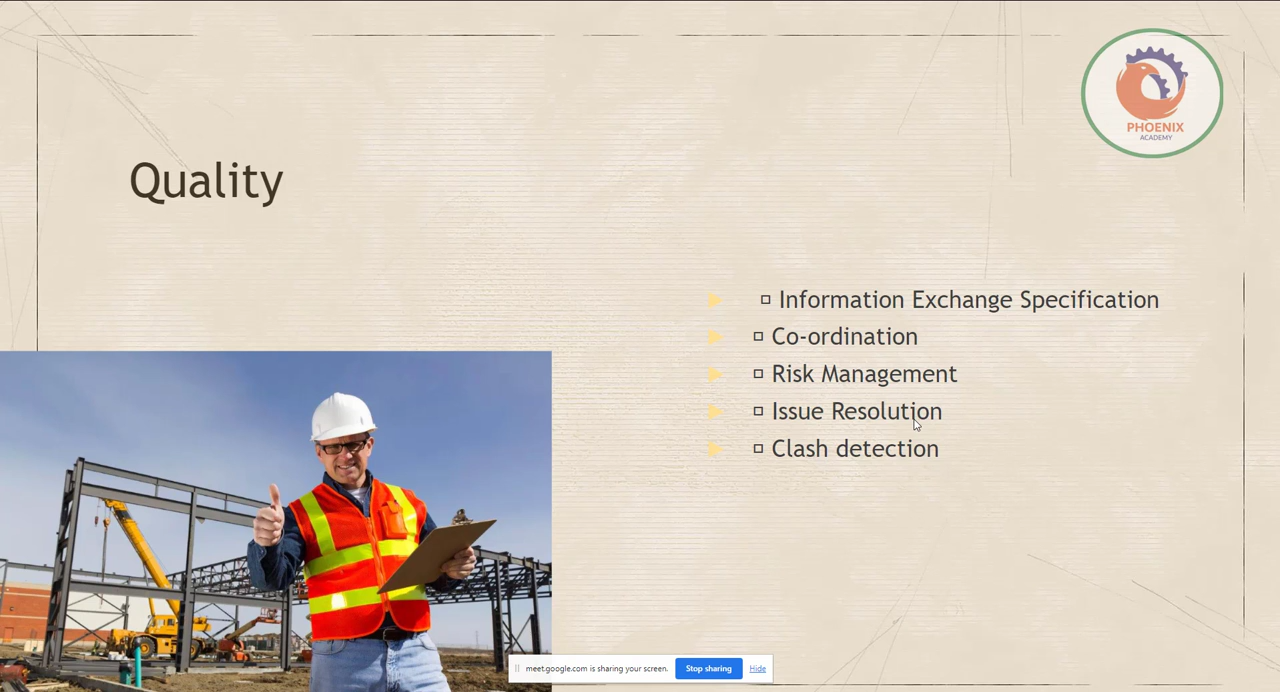 PHOENIX
ACADEMY
Quality
Information Exchange Specification
Co-ordination
Risk Management
Issue Resolution
Clash detection
meet.google.com is sharing your screen.
Stop sharing
Hide